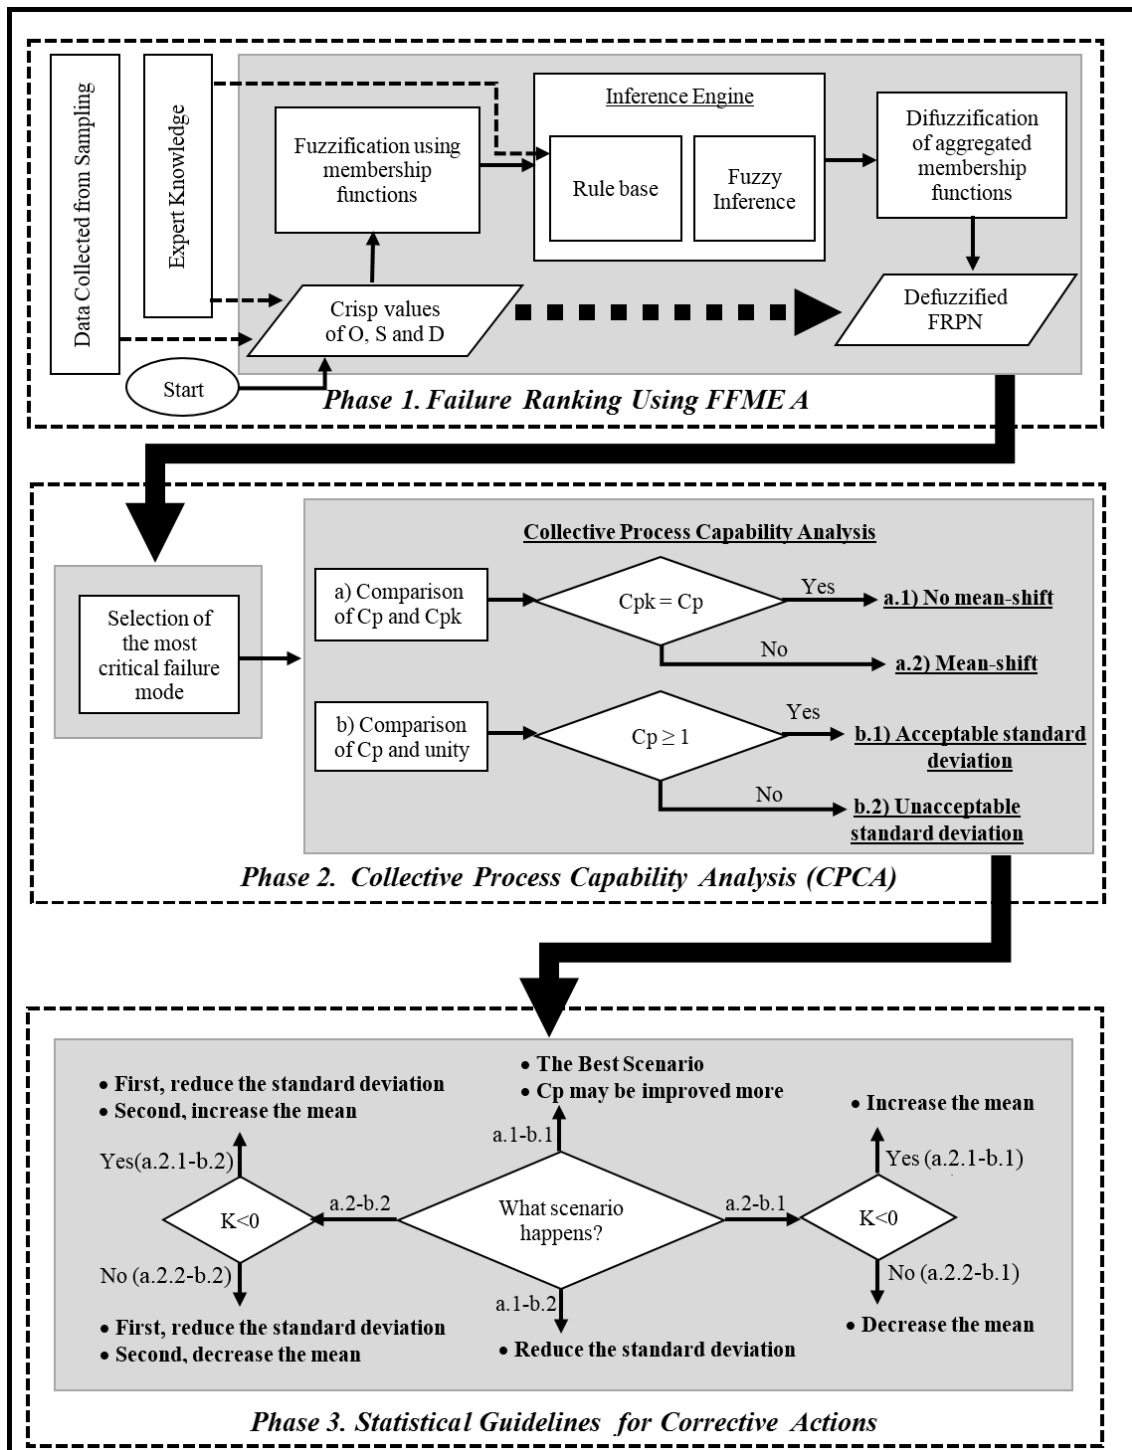 Data Collected from Sampling
Expert Knowledge
Fuzzification using
membership
functions
Inference Engine
Rule base
Fuzzy
Inference
Difuzzification
of aggregated
membership
functions
Crisp values
of O, S and D
Defuzzified
FRPN
Start
Phase 1. Failure Ranking Using FFME A
Selection of
the most
critical failure
mode
Collective Process Capability Analysis
a) Comparison
of Cp and Cpk
Cpk = Cp
Yes
a.1) No mean-shift
No
a.2) Mean-shift
b) Comparison
of Cp and unity
Cp ≥ 1
Yes
b.1) Acceptable standard
deviation
No
b.2) Unacceptable
standard deviation
Phase 2. Collective Process Capability Analysis (CPCA)
• First, reduce the standard deviation
• Second, increase the mean
• The Best Scenario
• Cp may be improved more
• Increase the mean
Yes(a.2.1-b.2)
a.1-b.1
Yes (a.2.1-b.1)
K<0
a.2-b.2
What scenario
happens?
a.2-b.1
K<0
No (a.2.2-b.2)
a.1-b.2
No (a.2.2-b.1)
• First, reduce the standard deviation
• Second, decrease the mean
• Reduce the standard deviation
• Decrease the mean
Phase 3. Statistical Guidelines for Corrective Actions